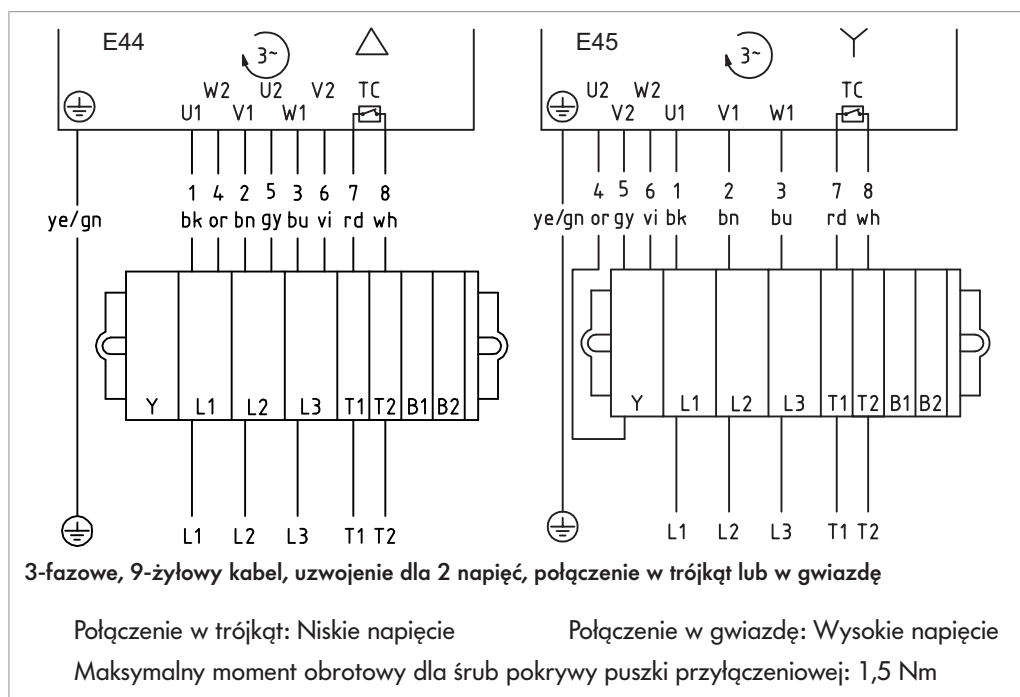 E44 3~ E45 3~
W2 U2 V2 TC U2 W2 TC
U1 V1 W1 V2 U1 V1 W1
1 4 2 5 3 6 7 8 4 5 6 1 2 3 7 8
ye/gn bk or bn gy bu vi rd wh ye/gn or gy vi bk bn bu rd wh
Y L1 L2 L3 T1 T2 B1 B2 Y L1 L2 L3 T1 T2 B1 B2
L1 L2 L3 T1 T2 L1 L2 L3 T1 T2
3-fazowe, 9-żyłowy kabel, uzwojenie dla 2 napięć, połączenie w trójkąt lub w gwiazdę
Połączenie w trójkąt: Niskie napięcie Połączenie w gwiazdę: Wysokie napięcie
Maksymalny moment obrotowy dla śrub pokrywy puszki przyłączeniowej: 1,5 Nm